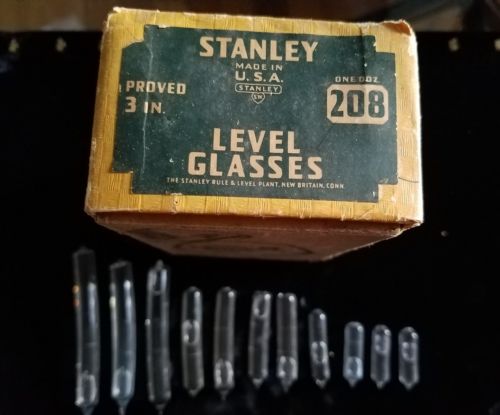 STANLEY
MADE IN
U.S.A.
STANLEY
SW
PROVED
3 IN.
ONE DOZ.
208
LEVEL
GLASSES
THE STANLEY RULE & LEVEL PLANT, NEW BRITAIN, CONN.